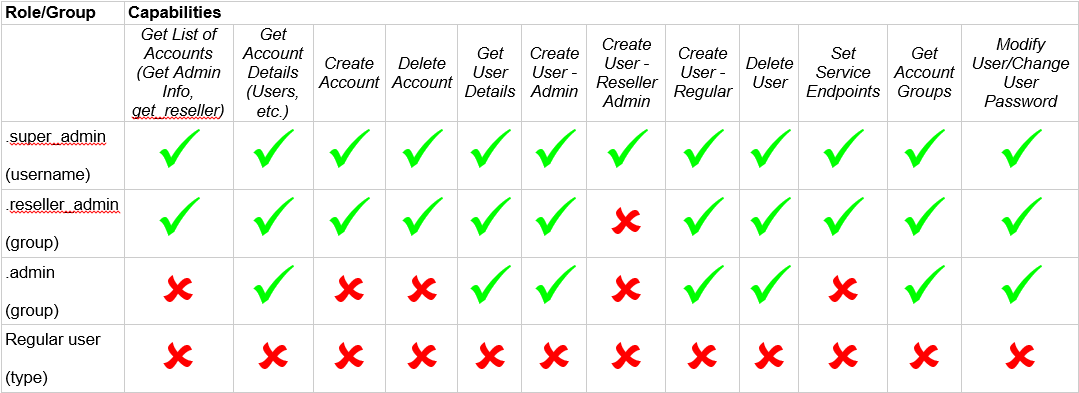 Role/Group
Capabilities
Get List of
Accounts
(Get Admin
Info,
get_reseller)
Get
Account
Details
(Users,
etc.)
Create
Account
Delete
Account
Get
User
Details
Create
User -
Admin
Create
User -
Reseller
Admin
Create
User -
Regular
Delete
User
Set
Service
Endpoints
Get
Account
Groups
Modify
User/Change
User
Password
.super_admin
(username)
.reseller_admin
(group)
.admin
(group)
Regular user
(type)